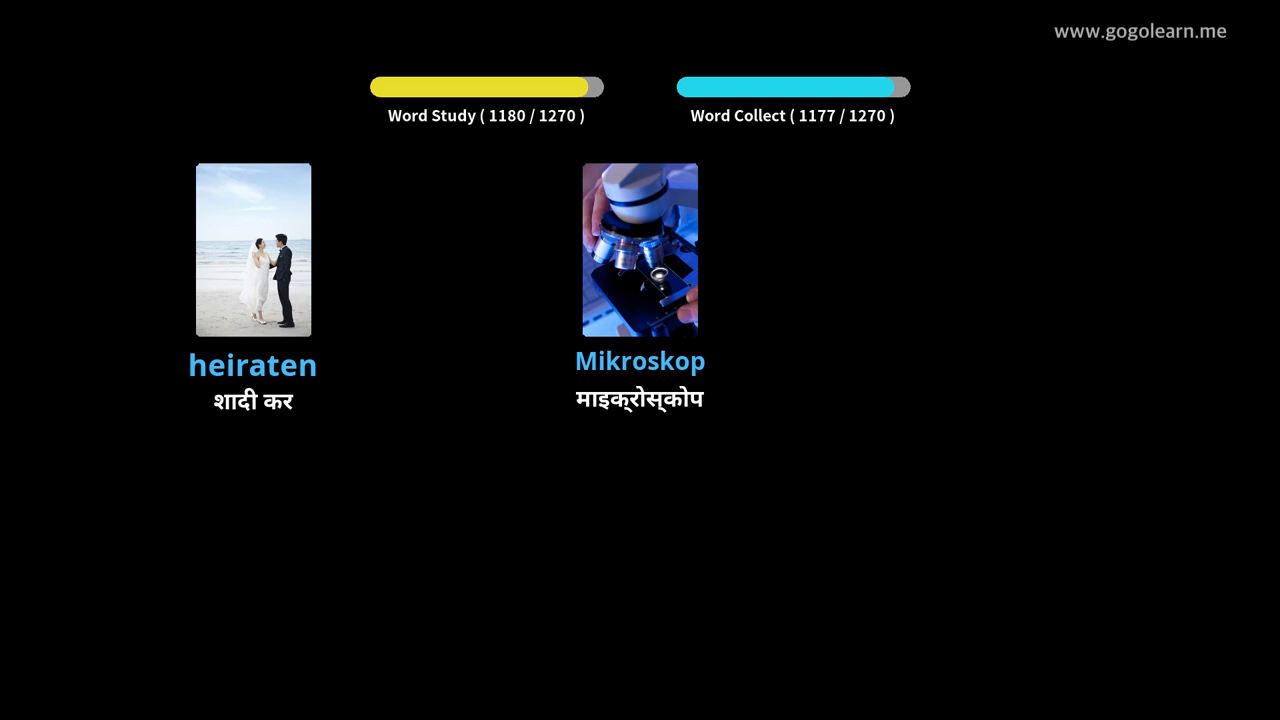 www.gogolearn.me
Word Study ( 1180 / 1270 )
Word Collect ( 1177 / 1270 )
heiraten
शादी कर
Mikroskop
माइक्रोस्कोप